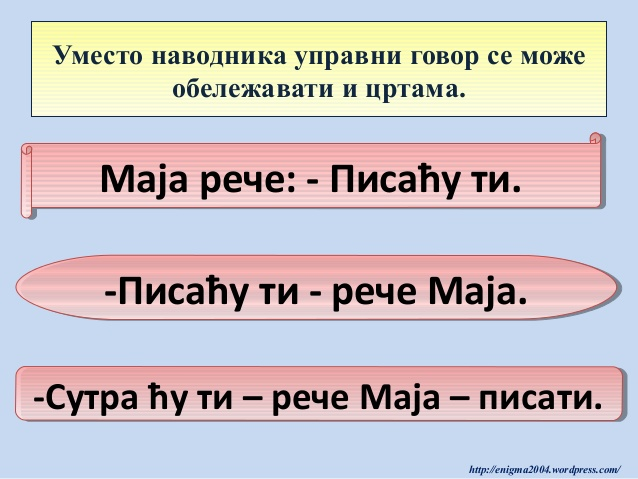 Уместо наводника управни говор се може
обележавати и цртама.
Маја рече: - Писаћу ти.
-Писаћу ти - рече Маја.
-Сутра ћу ти – рече Маја – писати.
http://enigma2004.wordpress.com/